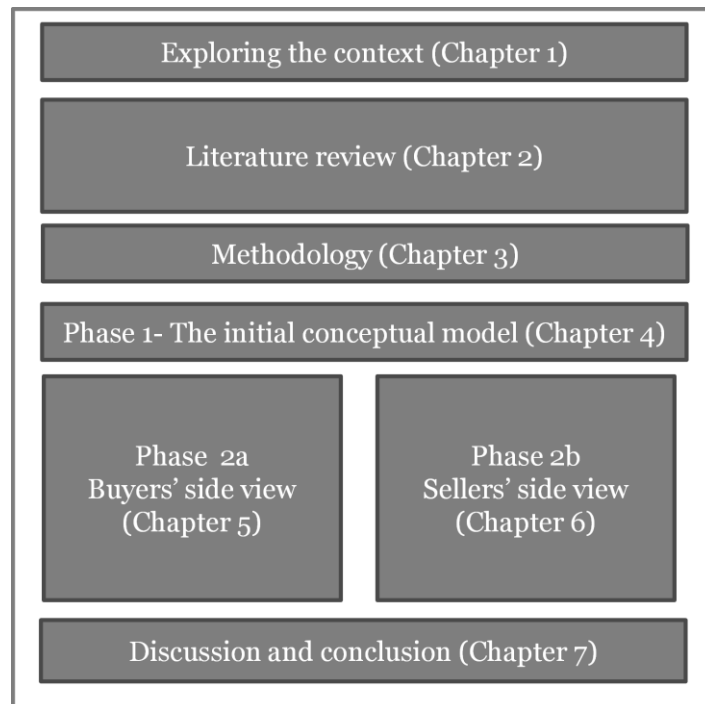 Exploring the context (Chapter 1)
Literature review (Chapter 2)
Methodology (Chapter 3)
Phase 1- The initial conceptual model (Chapter 4)
Phase 2a
Buyers’ side view
(Chapter 5)
Phase 2b
Sellers’ side view
(Chapter 6)
Discussion and conclusion (Chapter 7)